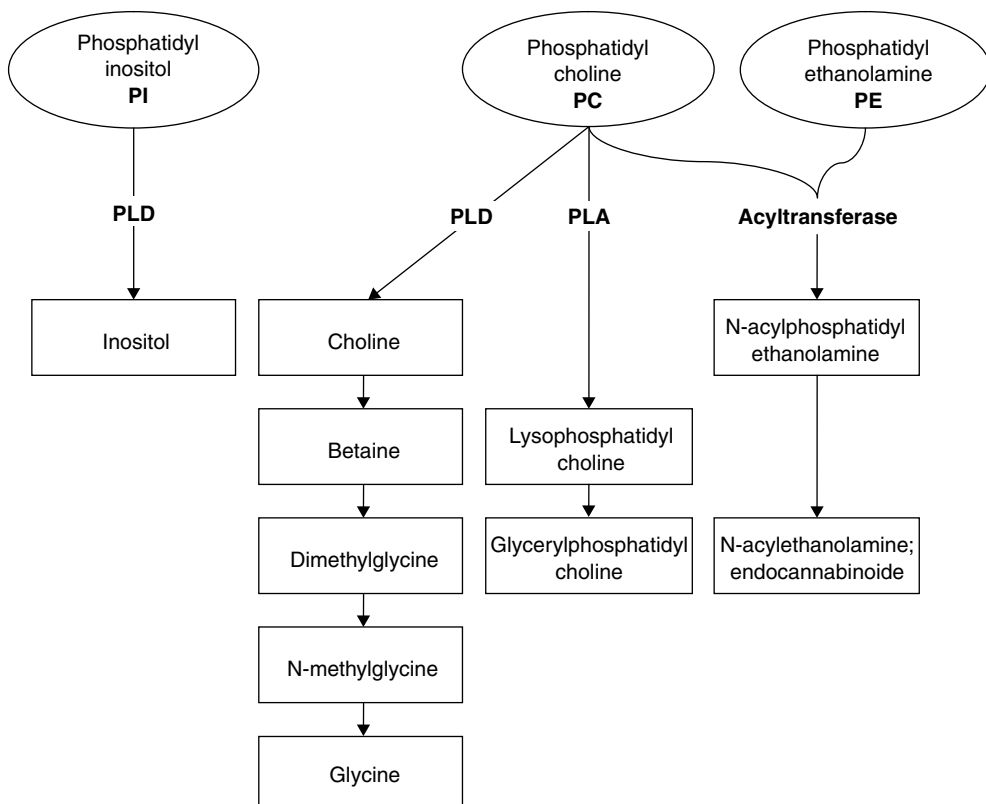 Phosphatidyl
inositol
PI
Phosphatidyl
choline
PC
Phosphatidyl
ethanolamine
PE
PLD
PLD
PLA
Acyltransferase
Inositol
Choline
N-acylphosphatidyl
ethanolamine
Betaine
Lysophosphatidyl
choline
Dimethylglycine
Glycerylphosphatidyl
choline
N-acylethanolamine;
endocannabinoide
N-methylglycine
Glycine